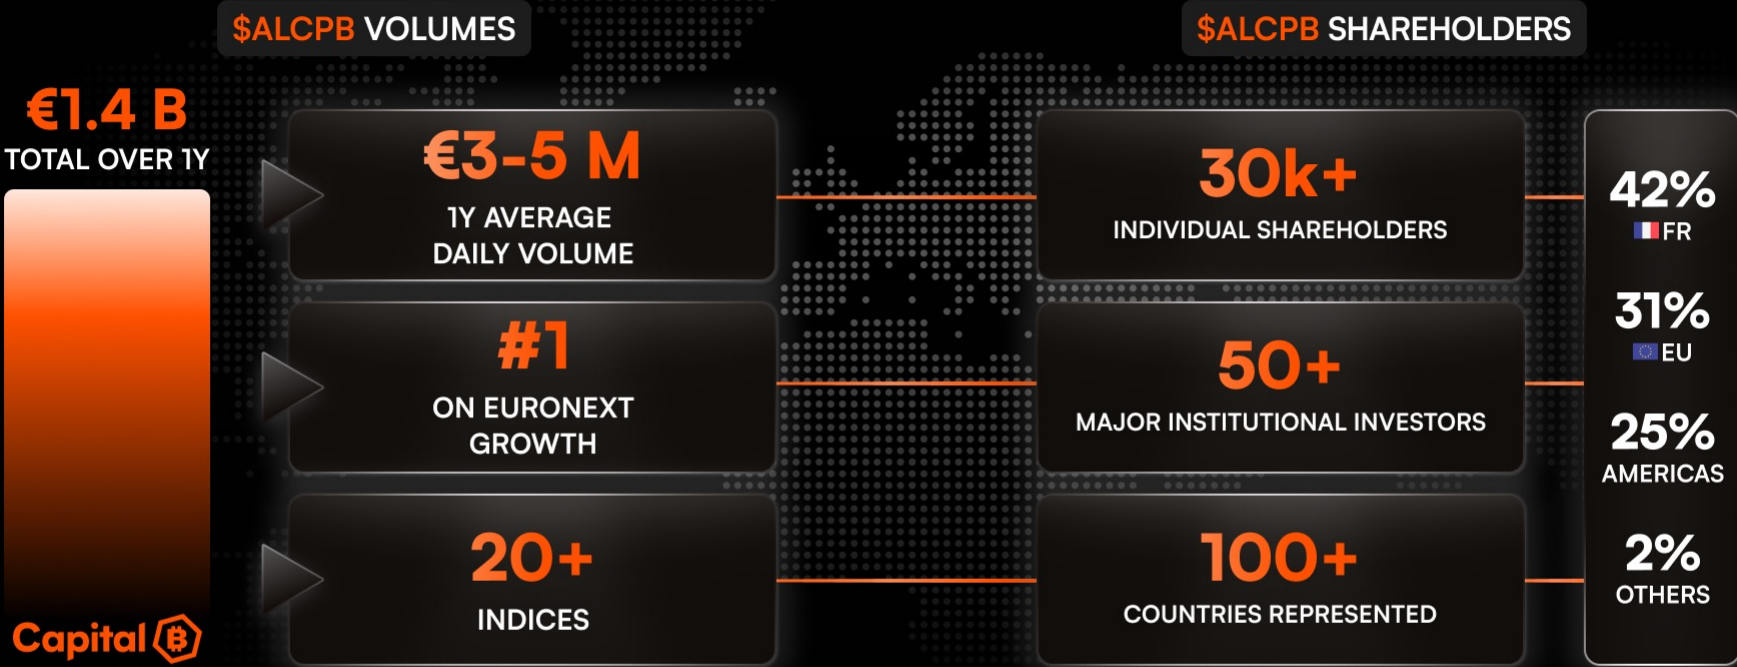 $ALCPB VOLUMES
€1.4 B
TOTAL OVER 1Y
€3-5 M
1Y AVERAGE
DAILY VOLUME
#1
ON EURONEXT
GROWTH
20+
INDICES
Capital B
$ALCPB SHAREHOLDERS
30k+
INDIVIDUAL SHAREHOLDERS
50+
MAJOR INSTITUTIONAL INVESTORS
100+
COUNTRIES REPRESENTED
42%
FR
31%
EU
25%
AMERICAS
2%
OTHERS